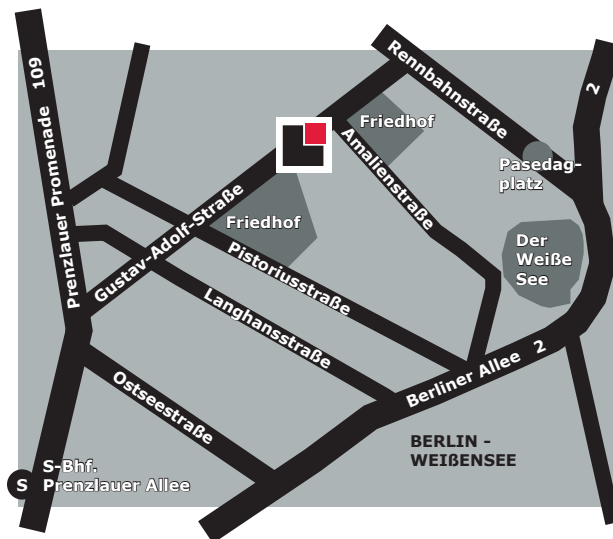 Rennbahnstraße
109
2
Friedhof
Amalienstraße
Pasedag-
platz
Prenzlauer Promenade
Gustav-Adolf-Straße
Friedhof
Pistoriusstraße
Der
Weiße
See
Langhansstraße
Berliner Allee 2
Ostseestraße
BERLIN -
WEIßENSEE
S-Bhf.
Prenzlauer Allee
S